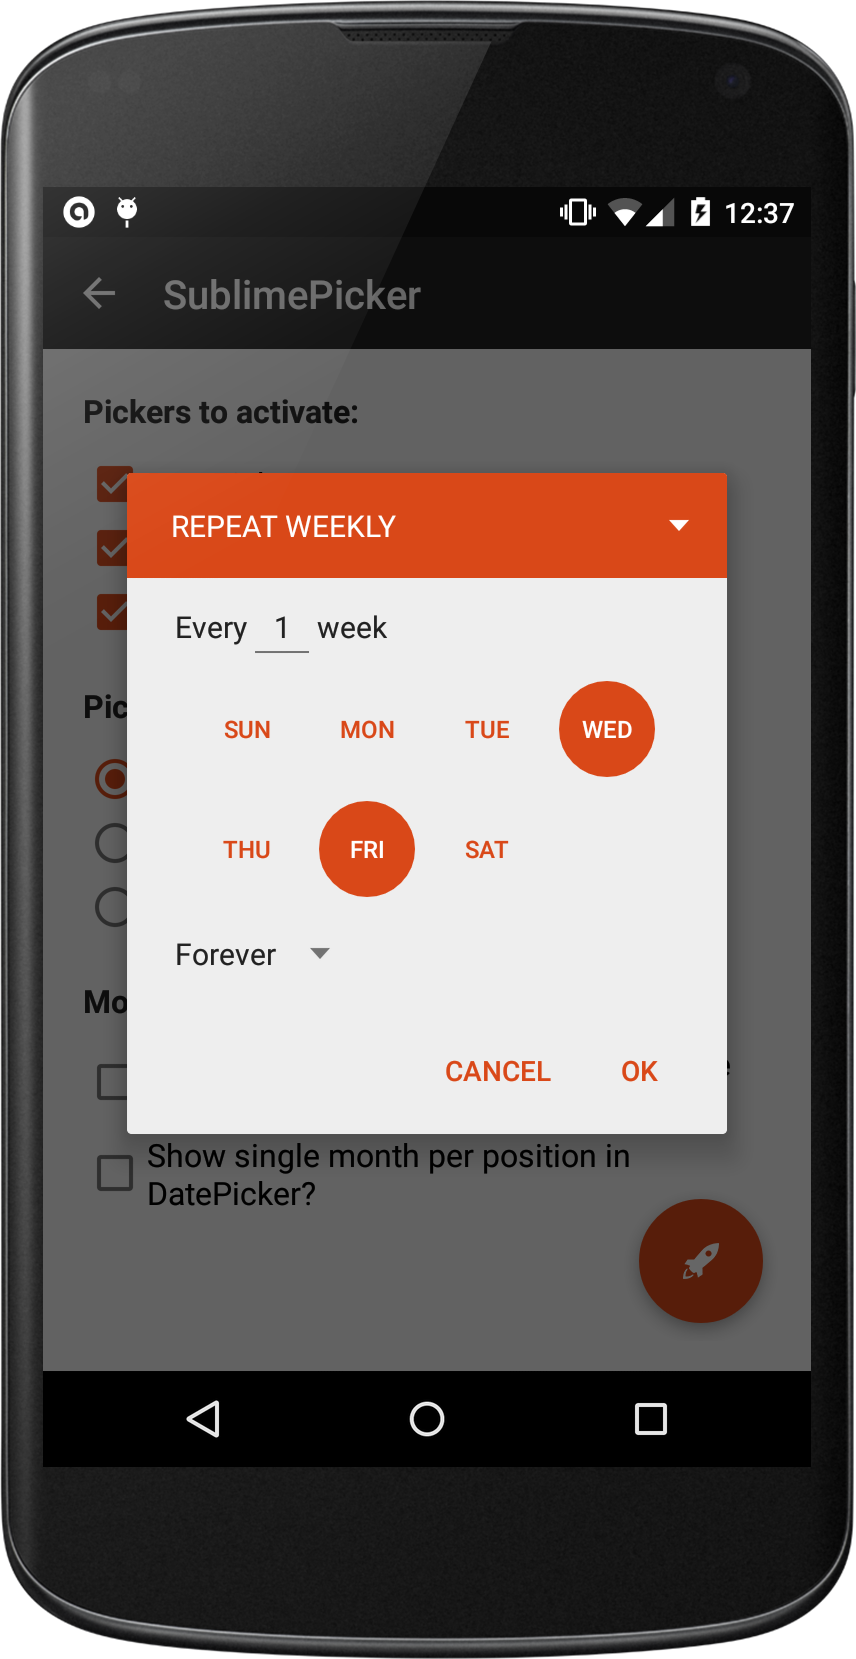 12:37
SublimePicker
Pickers to activate:
REPEAT WEEKLY
Every 1 week
SUN MON TUE WED
THU FRI SAT
Forever
CANCEL OK
Show single month per position in
DatePicker?